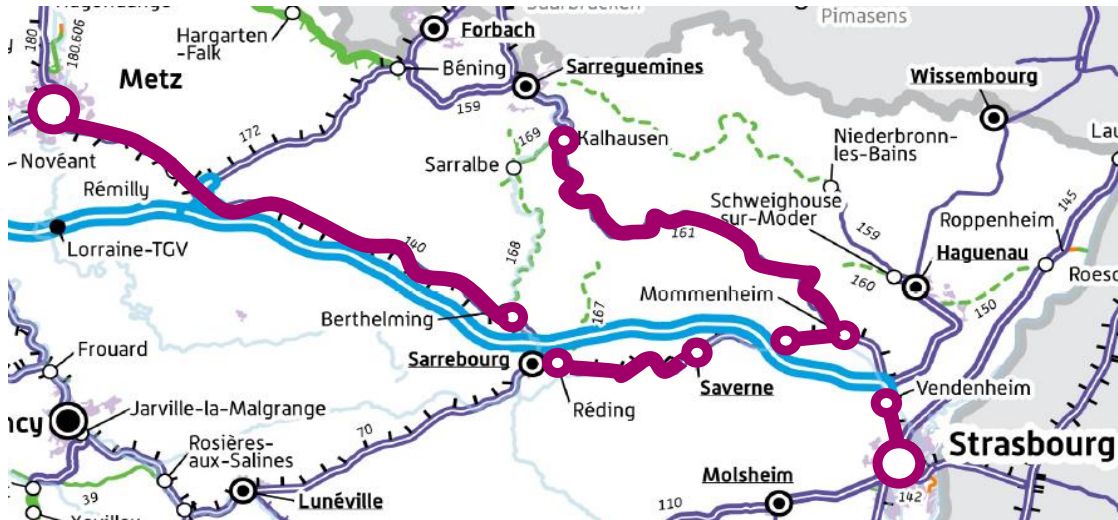 Hargarten
-Falk
Forbach
Saarbrücken
Pimasens
180
180.606
Metz
Béning
Sarreguemines
159
Wissembourg
172
169
Kalhausen
Niederbronn-
les-Bains
Novéant
Sarralbe
Rémilly
Schweighouse
-sur-Moder
145
Roppenheim
161
159
Lorraine-TGV
140
168
160
Haguenau
Mommenheim
150
Berthelming
167
Frouard
Sarrebourg
Saverne
Vendenheim
Réding
Jarville-la-Malgrange
Rosières-
aux-Salines
70
Strasbourg
Molsheim
39
Lunéville
110
142